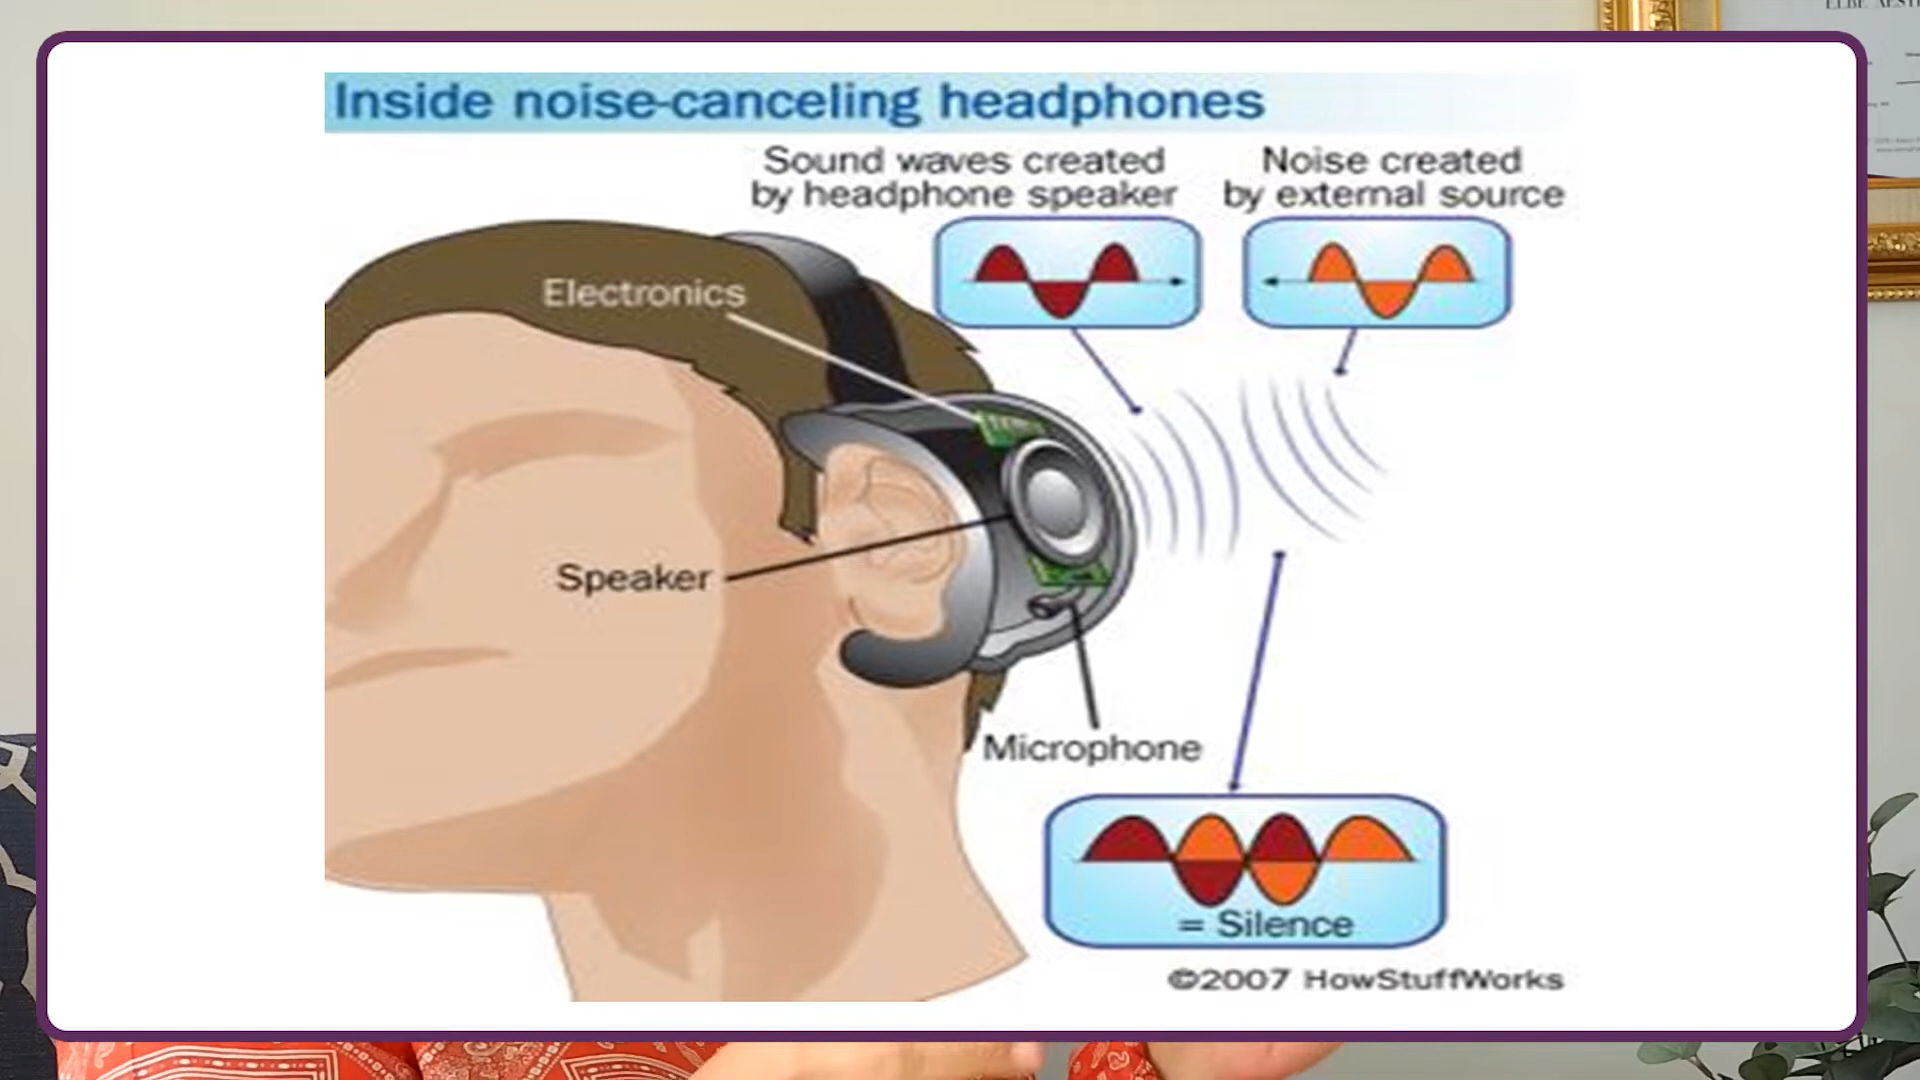 Inside noise-canceling headphones
Sound waves created
by headphone speaker
Noise created
by external source
Electronics
Speaker
Microphone
= Silence
©2007 HowStuffWorks